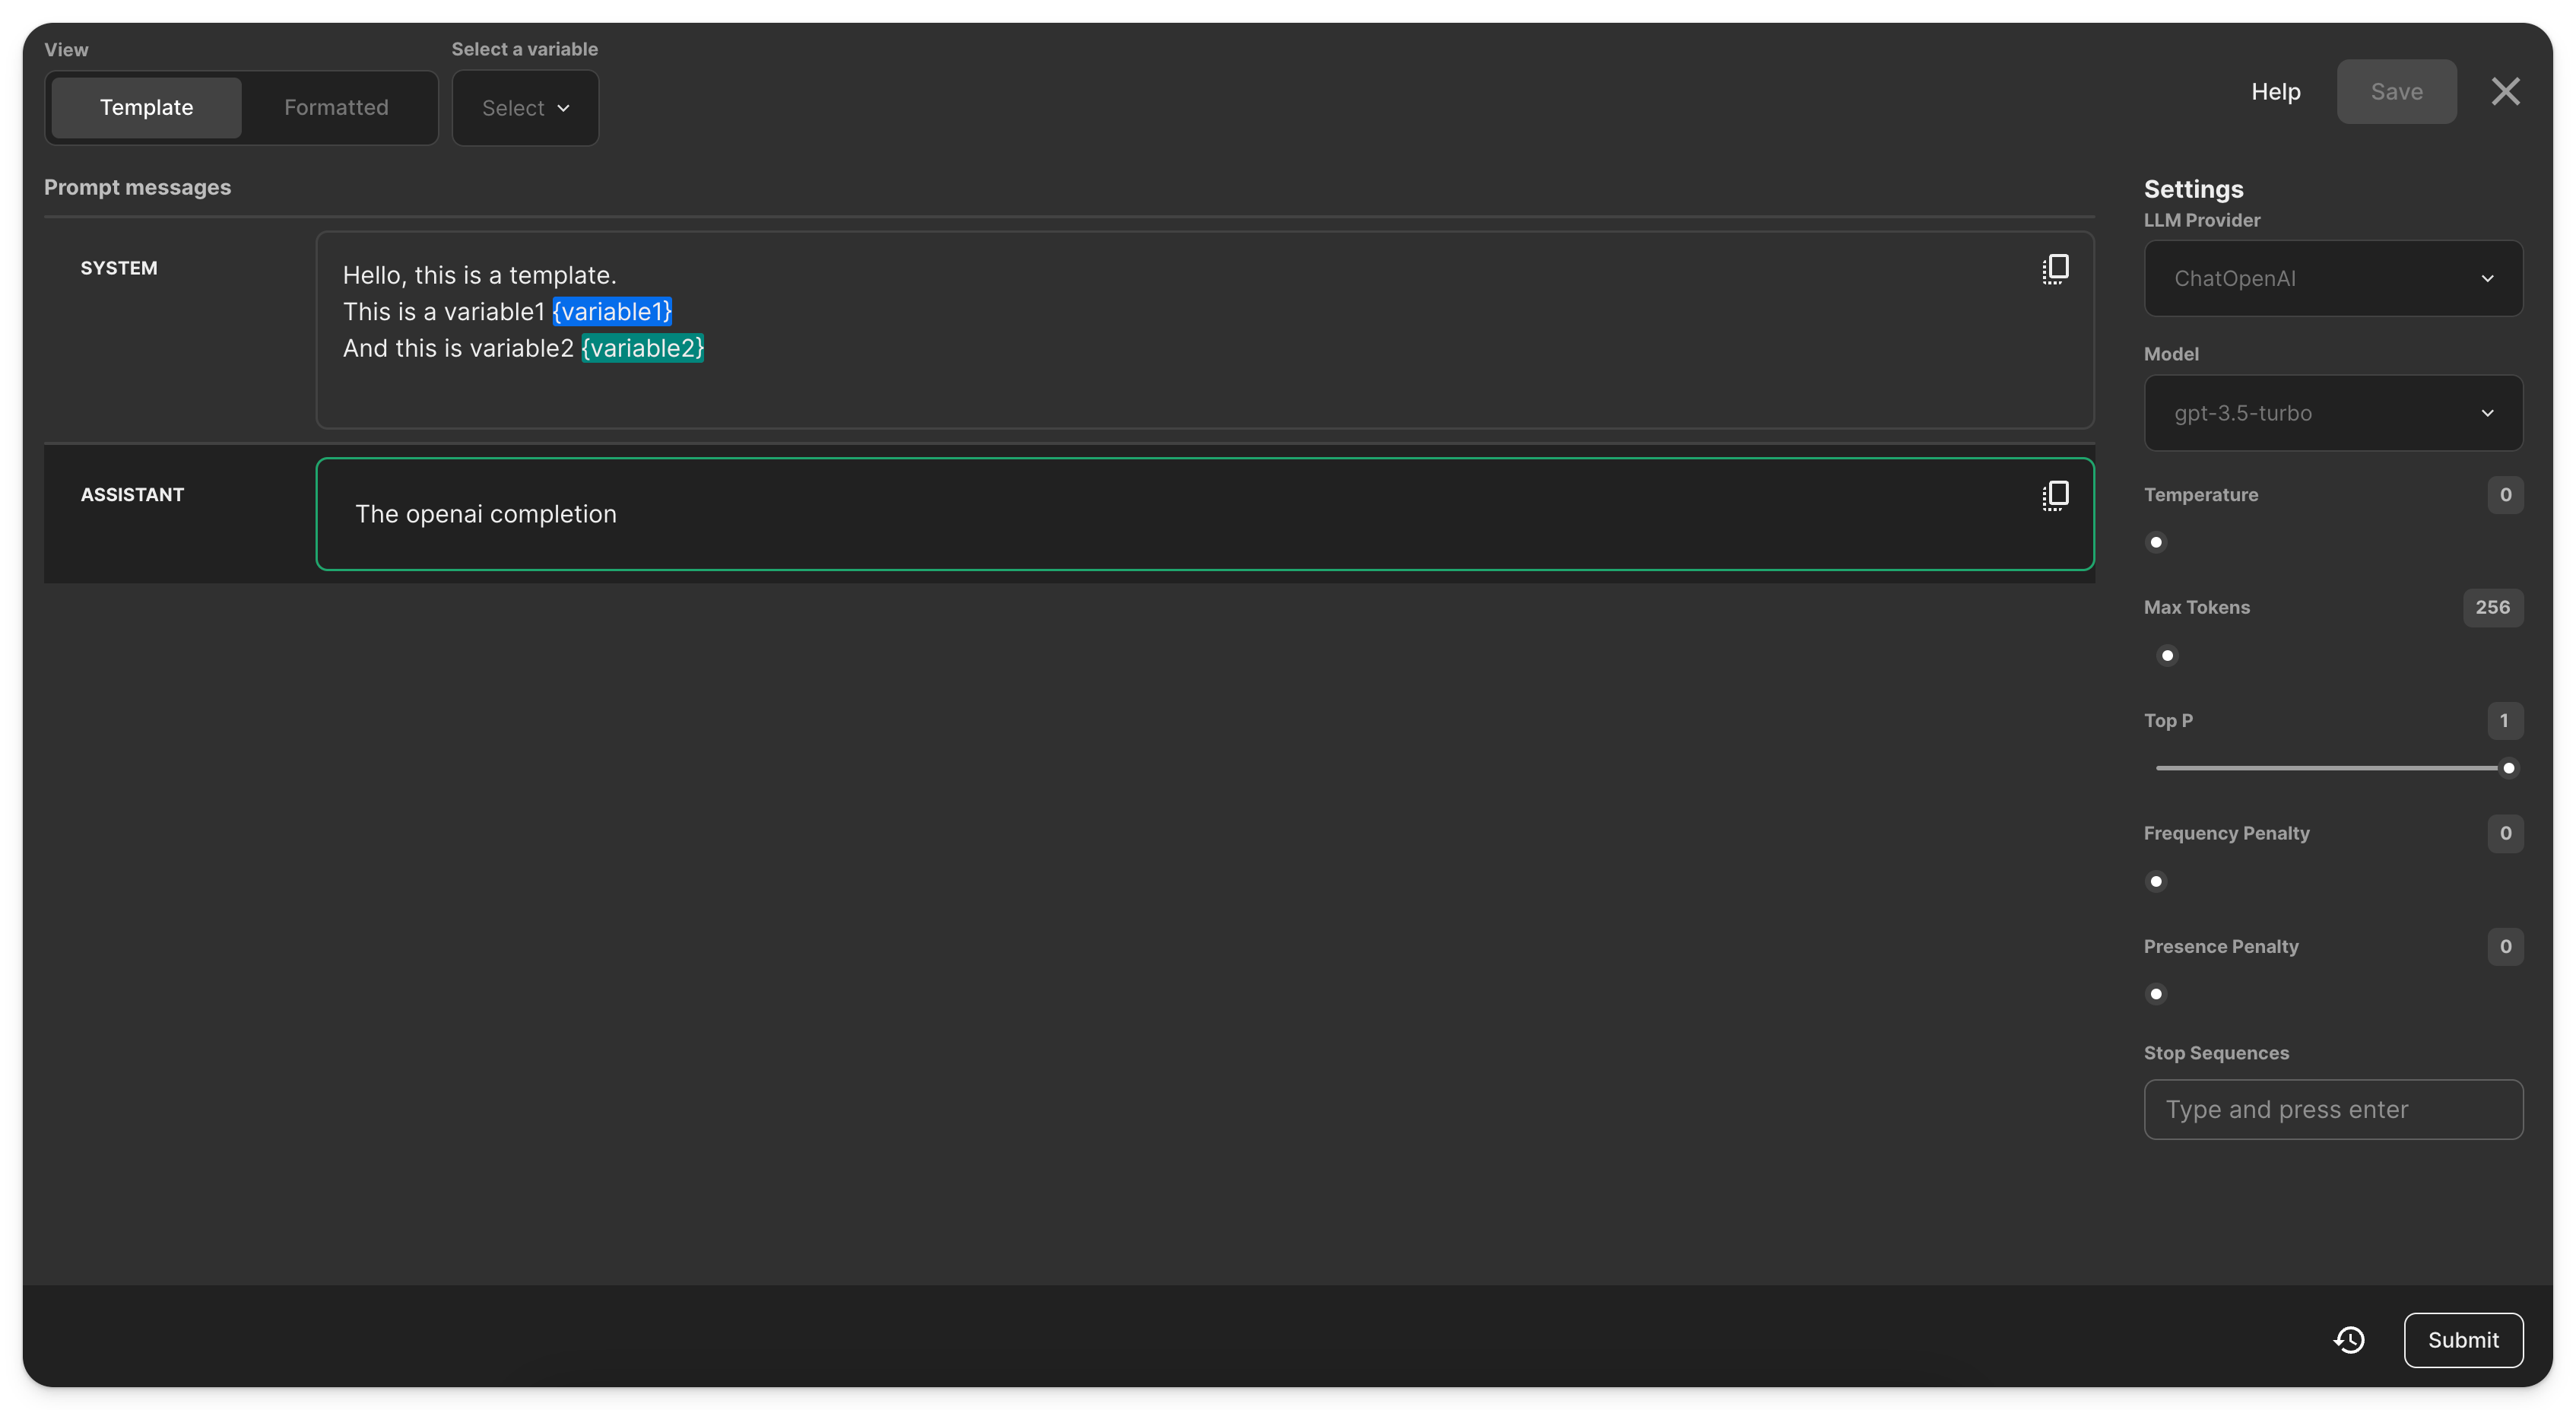 View
Select a variable
Template
Formatted
Select
Help
Save
Prompt messages
SYSTEM
Hello, this is a template.
This is a variable1 {variable1}
And this is variable2 {variable2}
ASSISTANT
The openai completion
Settings
LLM Provider
ChatOpenAI
Model
gpt-3.5-turbo
Temperature 0
Max Tokens 256
Top P 1
Frequency Penalty 0
Presence Penalty 0
Stop Sequences
Type and press enter
Submit